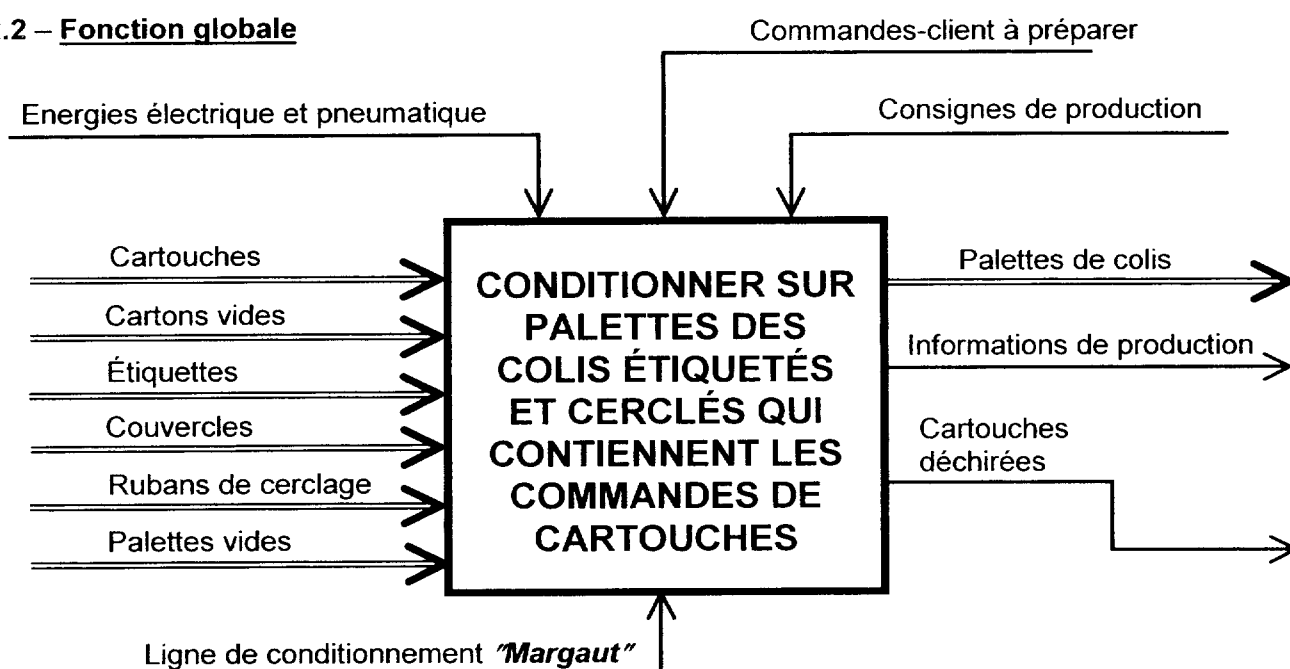 .2 – Fonction globale
Commandes-client à préparer
Energies électrique et pneumatique
Consignes de production
Cartouches
Cartons vides
Étiquettes
Couvercles
Rubans de cerclage
Palettes vides
CONDITIONNER SUR
PALETTES DES
COLIS ÉTIQUETÉS
ET CERCLÉS QUI
CONTIENNENT LES
COMMANDES DE
CARTOUCHES
Palettes de colis
Informations de production
Cartouches
déchirées
Ligne de conditionnement "Margaut"